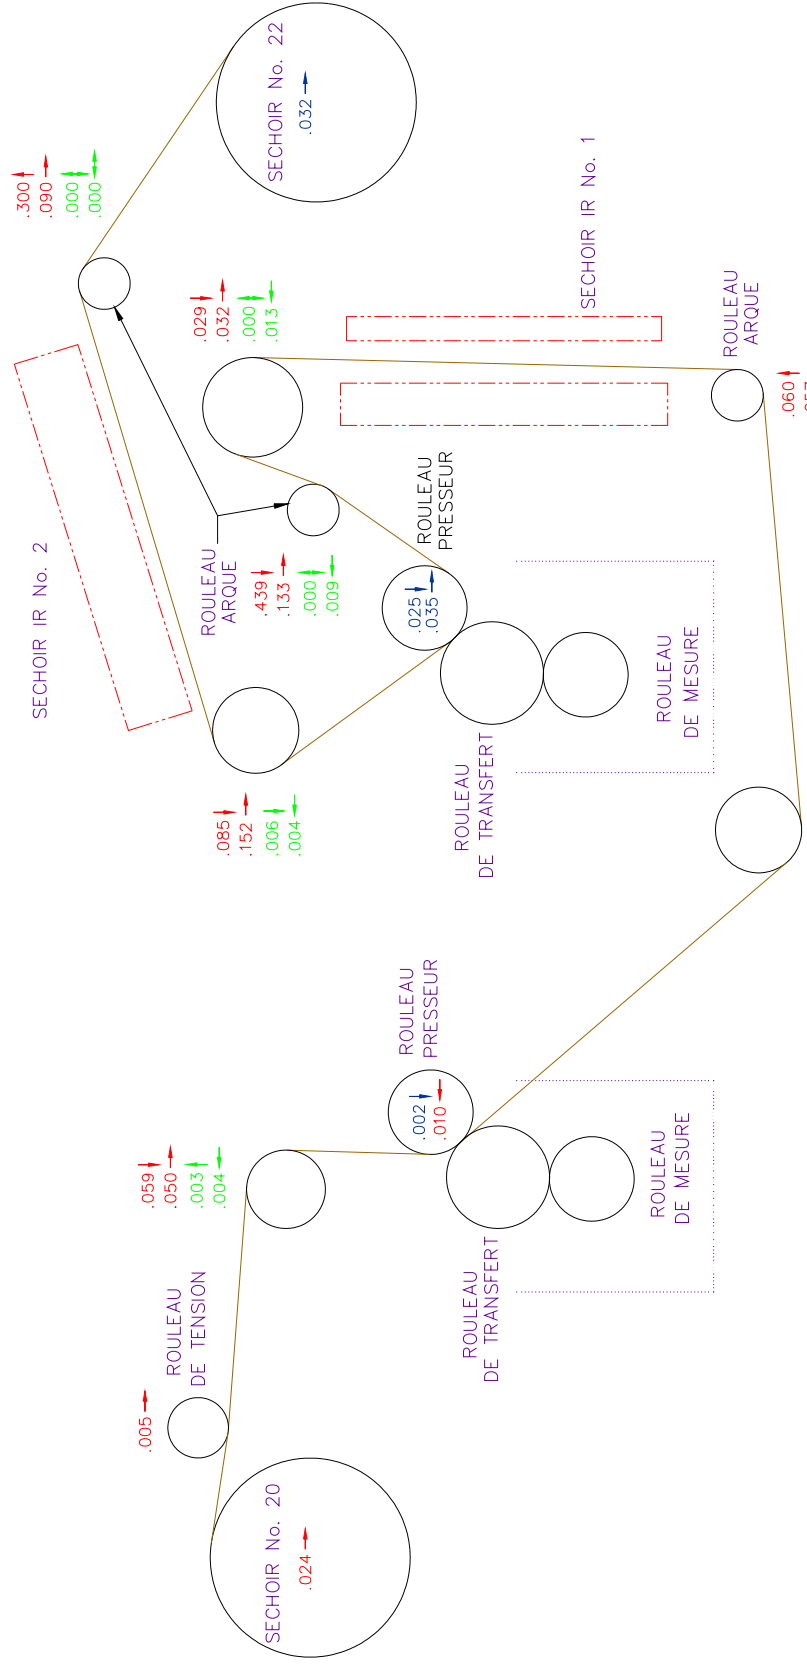 SECHOIR No. 20
.024
.005
ROULEAU
DE TENSION
.059
.050
.003
.004
ROULEAU
PRESSEUR
.002
.010
ROULEAU
DE TRANSFERT
ROULEAU
DE MESURE
SECHOIR IR No. 2
.085
.152
.006
.004
ROULEAU
ARQUE
.439
.133
.000
.009
ROULEAU
PRESSEUR
.025
.035
ROULEAU
DE TRANSFERT
ROULEAU
DE MESURE
.029
.032
.000
.013
.300
.090
.000
.000
SECHOIR No. 22
.032
SECHOIR IR No. 1
ROULEAU
ARQUE
.060